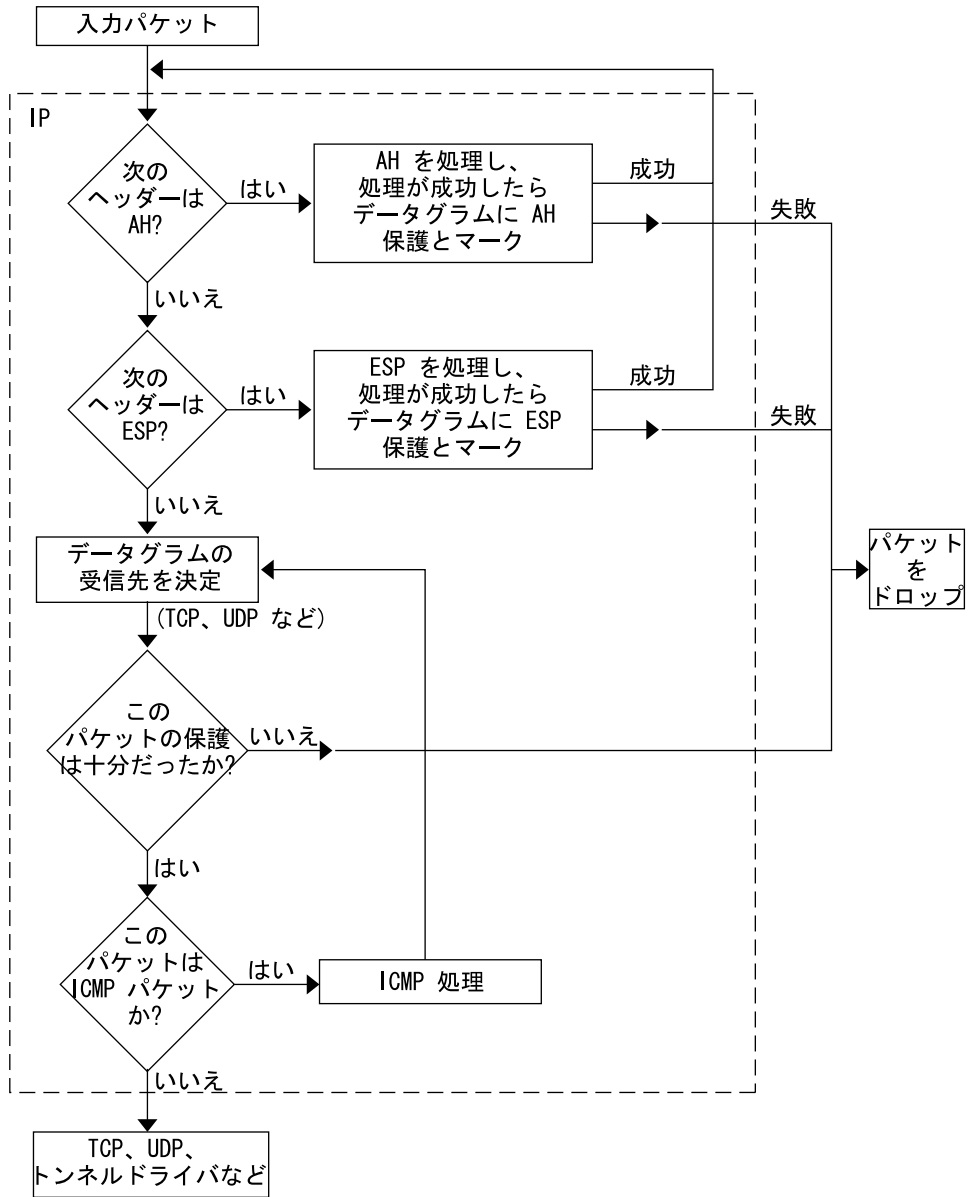 入力パケット
IP
次の
ヘッダーは
AH?
はい
AH を処理し、
処理が成功したら
データグラムに AH
保護とマーク
成功
失敗
いいえ
次の
ヘッダーは
ESP?
はい
ESP を処理し、
処理が成功したら
データグラムに ESP
保護とマーク
成功
失敗
いいえ
データグラムの
受信先を決定
パケット
を
ドロップ
(TCP、UDP など)
この
パケットの保護
は十分だったか?
いいえ
はい
この
パケットは
ICMP パケット
か?
はい
ICMP 処理
いいえ
TCP、UDP、
トンネルドライバなど